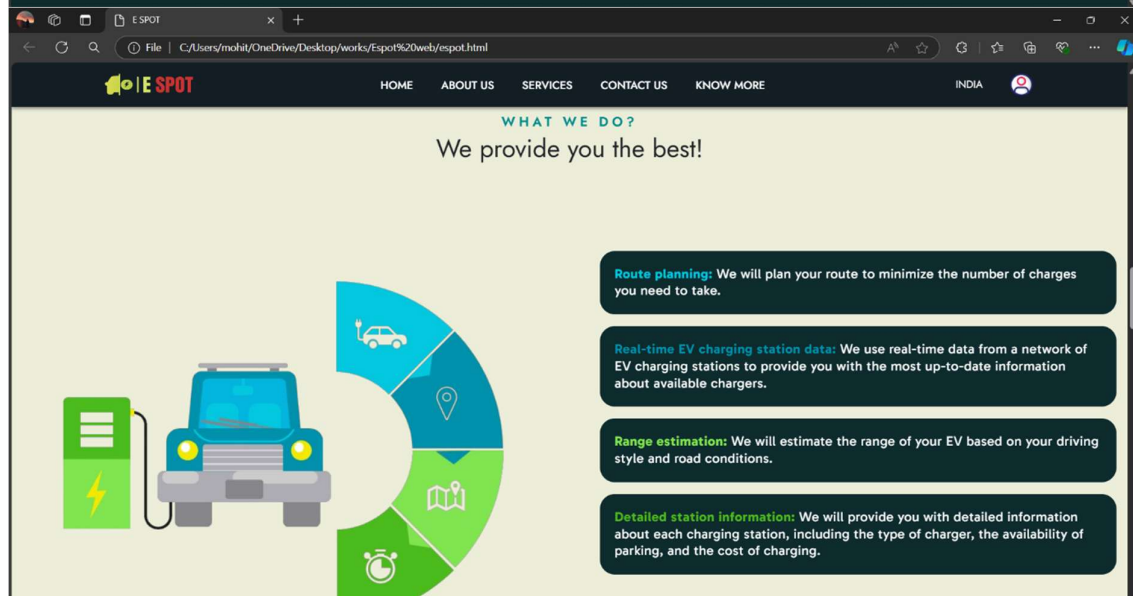 E SPOT
File | C:/Users/mohit/OneDrive/Desktop/works/Espot%20web/espot.html
E SPOT
HOME ABOUT US SERVICES CONTACT US KNOW MORE INDIA
WHAT WE DO?
We provide you the best!
Route planning: We will plan your route to minimize the number of charges
you need to take.
Real-time EV charging station data: We use real-time data from a network of
EV charging stations to provide you with the most up-to-date information
about available chargers.
Range estimation: We will estimate the range of your EV based on your driving
style and road conditions.
Detailed station information: We will provide you with detailed information
about each charging station, including the type of charger, the availability of
parking, and the cost of charging.